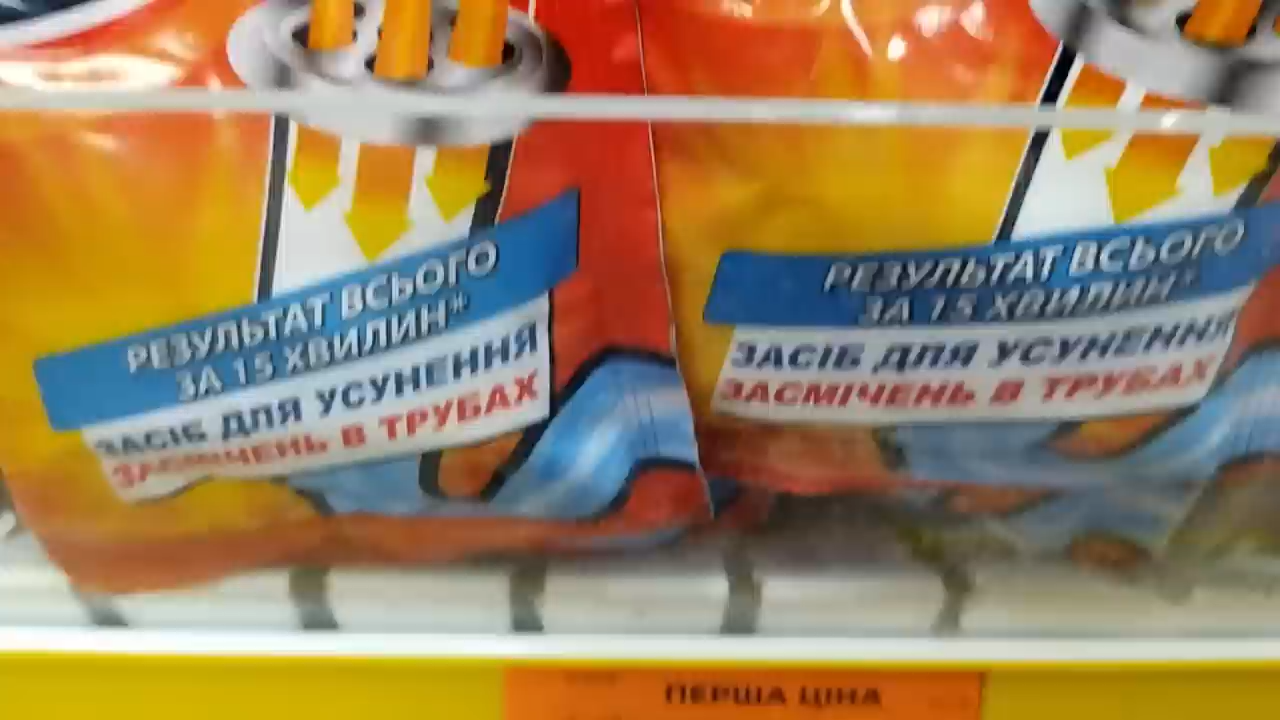 РЕЗУЛЬТАТ ВСЬОГО
ЗА 15 ХВИЛИН*
ЗАСІБ ДЛЯ УСУНЕННЯ
ЗАСМІЧЕНЬ В ТРУБАХ
РЕЗУЛЬТАТ ВСЬОГО
ЗА 15 ХВИЛИН*
ЗАСІБ ДЛЯ УСУНЕННЯ
ЗАСМІЧЕНЬ В ТРУБАХ
ПЕРША ЦІНА